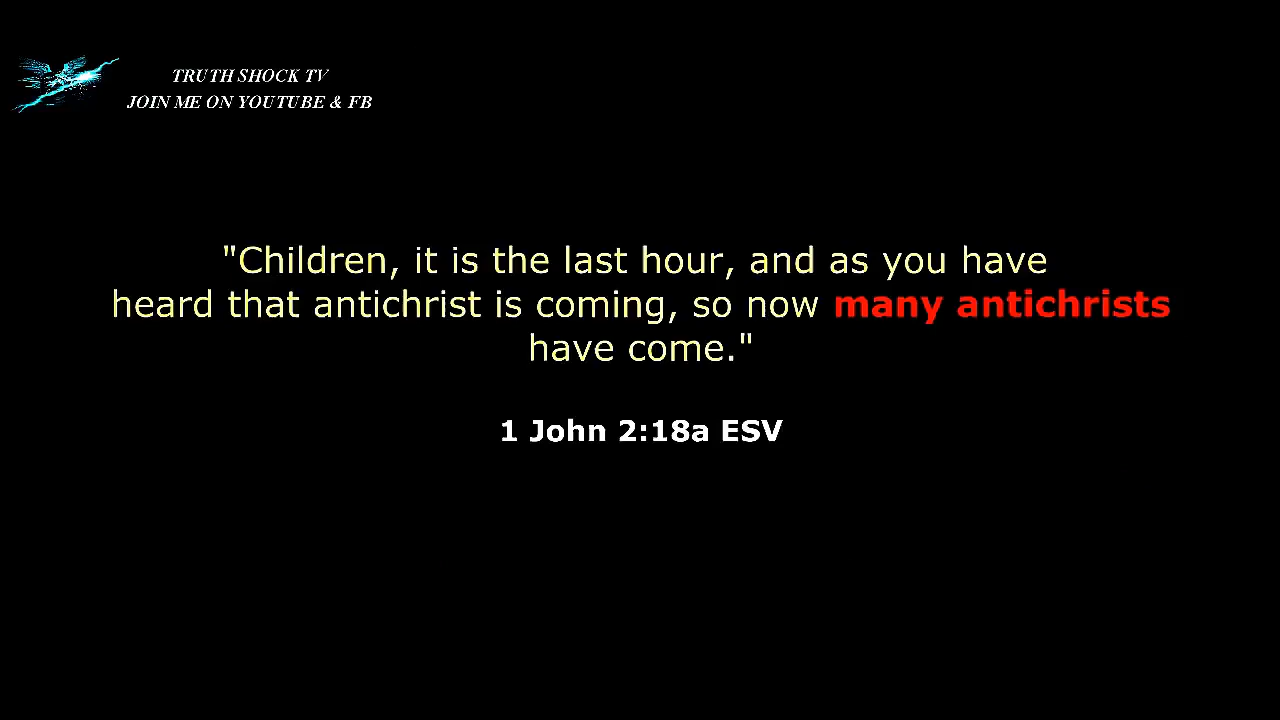 TRUTH SHOCK TV
JOIN ME ON YOUTUBE & FB
"Children, it is the last hour, and as you have
heard that antichrist is coming, so now many antichrists
have come."
1 John 2:18a ESV